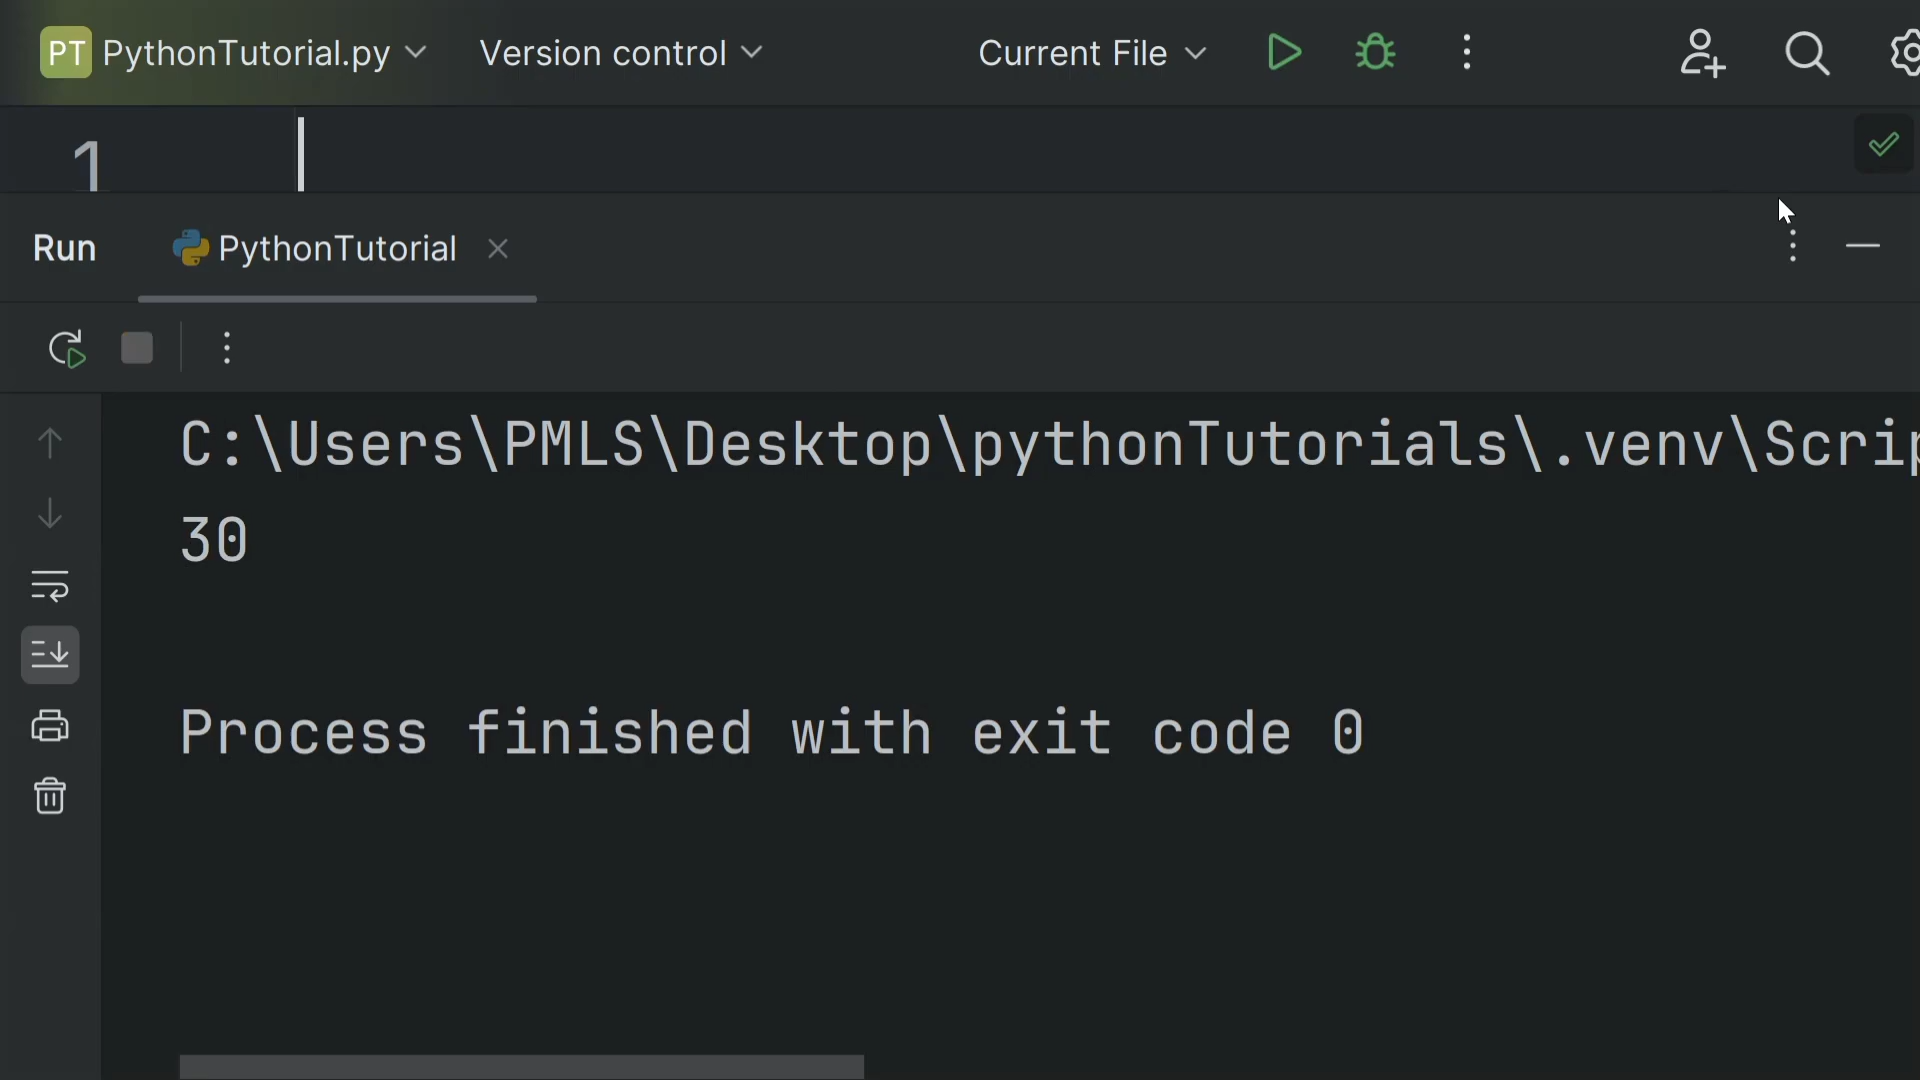 PT PythonTutorial.py Version control Current File
1
Run PythonTutorial
C:\Users\PMLS\Desktop\pythonTutorials\.venv\Scrip
30
Process finished with exit code 0